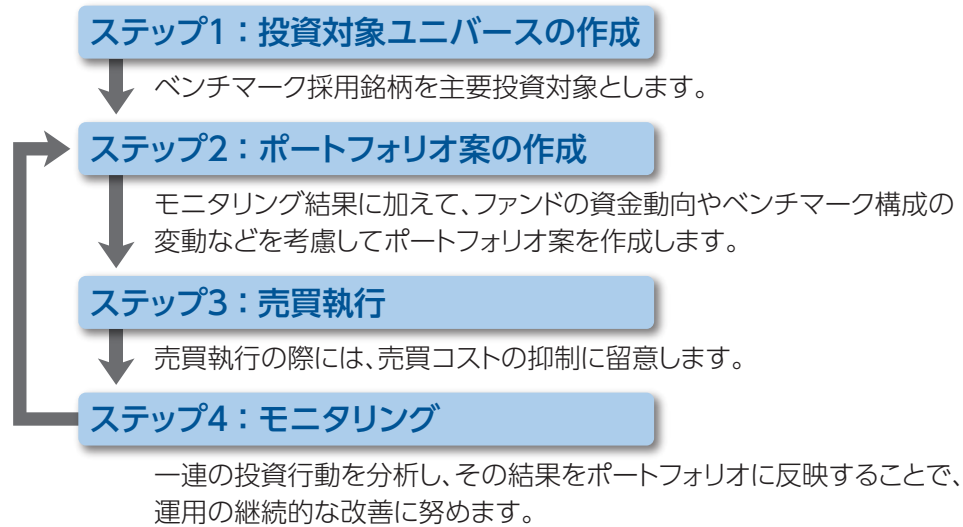 ステップ1：投資対象ユニバースの作成
ベンチマーク採用銘柄を主要投資対象とします。
ステップ2：ポートフォリオ案の作成
モニタリング結果に加えて、ファンドの資金動向やベンチマーク構成の
変動などを考慮してポートフォリオ案を作成します。
ステップ3：売買執行
売買執行の際には、売買コストの抑制に留意します。
ステップ4：モニタリング
一連の投資行動を分析し、その結果をポートフォリオに反映することで、
運用の継続的な改善に努めます。